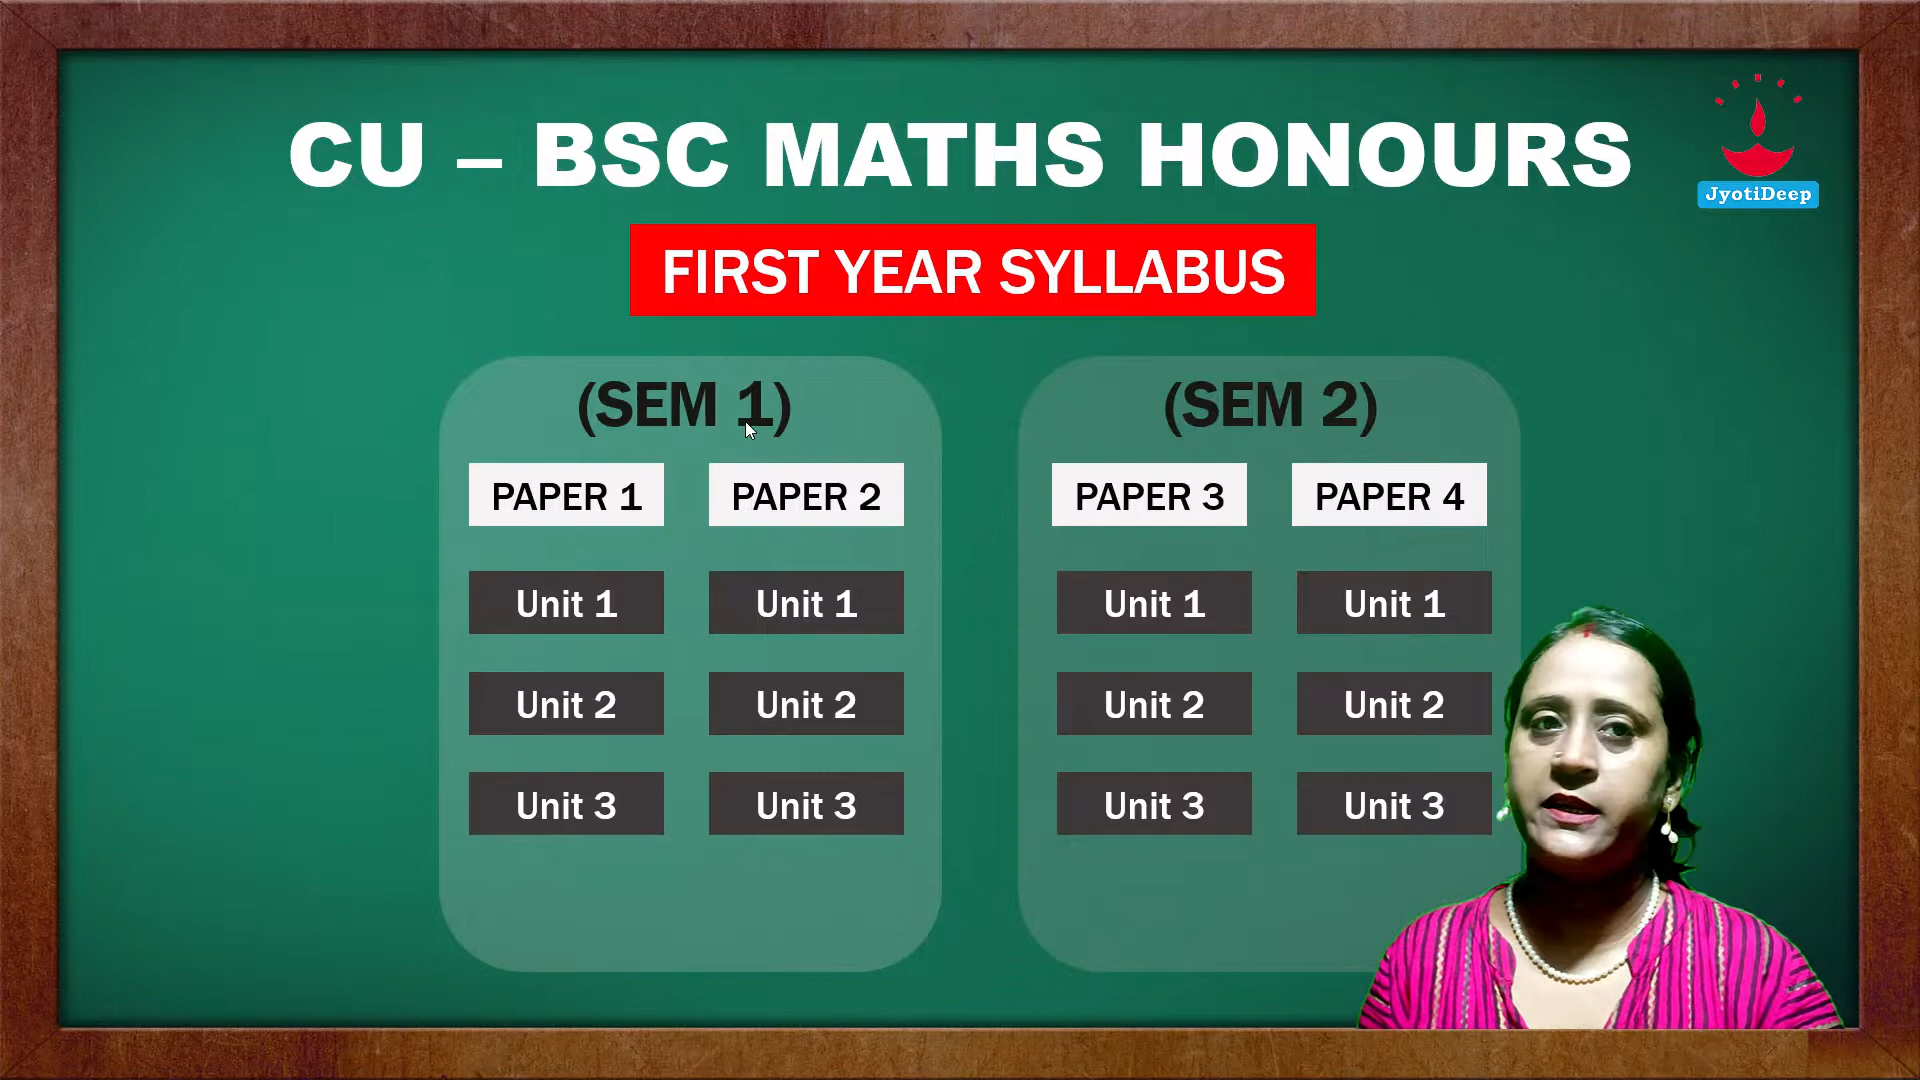 CU – BSC MATHS HONOURS
JyotiDeep
FIRST YEAR SYLLABUS
(SEM 1)
PAPER 1
PAPER 2
Unit 1
Unit 1
Unit 2
Unit 2
Unit 3
Unit 3
(SEM 2)
PAPER 3
PAPER 4
Unit 1
Unit 1
Unit 2
Unit 2
Unit 3
Unit 3